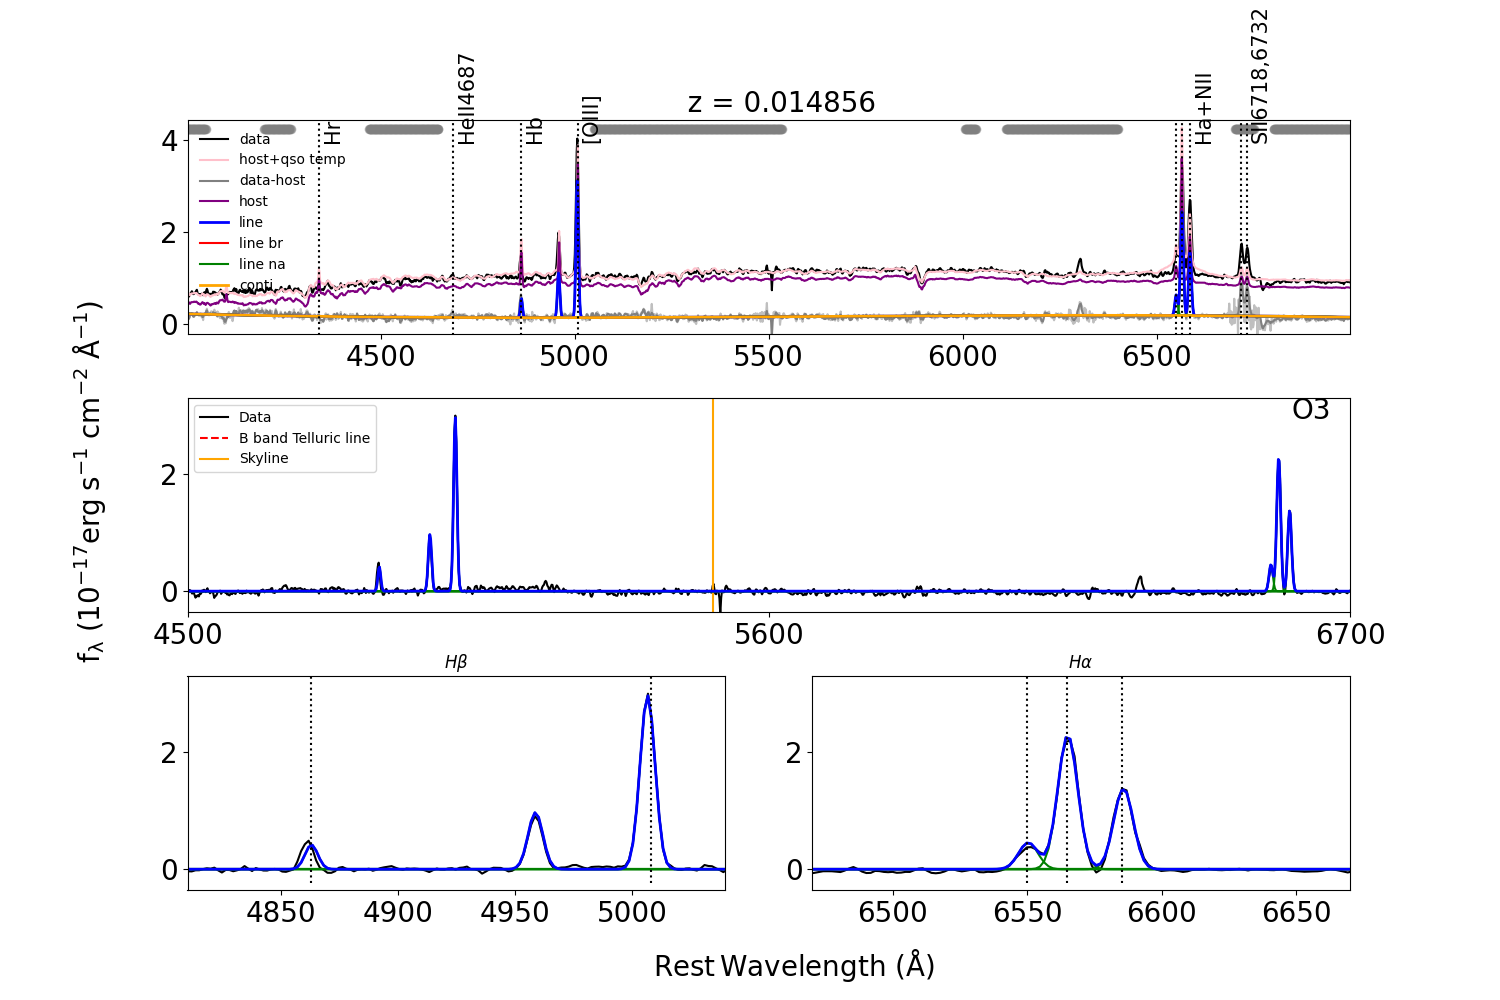 z = 0.014856
Hr
HeII4687
Hb
[OIII]
Ha+NII
SII6718,6732
data
host+qso temp
data-host
host
line
line br
line na
conti
4
2
0
4500 5000 5500 6000 6500
O3
Data
B band Telluric line
Skyline
2
0
4500 5600 6700
Hβ
2
0
4850 4900 4950 5000
Hα
2
0
6500 6550 6600 6650
fλ (10⁻¹⁷erg s⁻¹ cm⁻² Å⁻¹)
Rest Wavelength (Å)